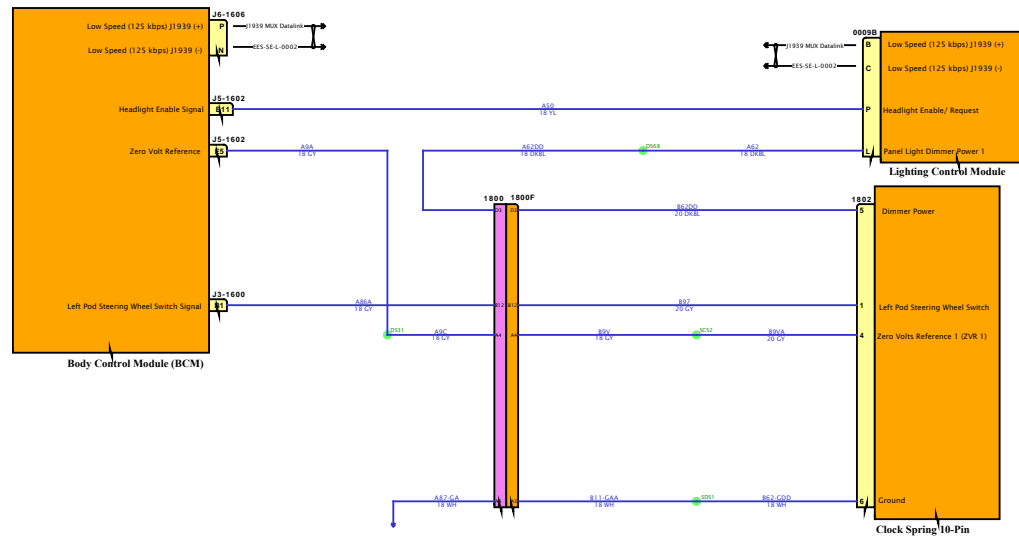 J6-1606
Low Speed (125 kbps) J1939 (+)
P
J1939 MUX Datalink
Low Speed (125 kbps) J1939 (-)
N
EES-SE-L-0002
0009B
J1939 MUX Datalink
B
Low Speed (125 kbps) J1939 (+)
EES-SE-L-0002
C
Low Speed (125 kbps) J1939 (-)
J5-1602
Headlight Enable Signal
B11
A50
18 YL
P
Headlight Enable/ Request
J5-1602
Zero Volt Reference
E5
A9A
18 GY
A62DD
18 DKBL
DS68
A62
18 DKBL
L
Panel Light Dimmer Power 1
Lighting Control Module
1800
1800F
1802
D3
D3
B62DD
20 DKBL
5
Dimmer Power
J3-1600
Left Pod Steering Wheel Switch Signal
A86A
18 GY
B12
B12
B97
20 GY
1
Left Pod Steering Wheel Switch
DS31
A9C
18 GY
A4
A4
B9V
18 GY
SCS2
B9VA
20 GY
4
Zero Volts Reference 1 (ZVR 1)
Body Control Module (BCM)
A87-GA
18 WH
B11-GAA
18 WH
SDS1
B62-GDD
18 WH
6
Ground
Clock Spring 10-Pin